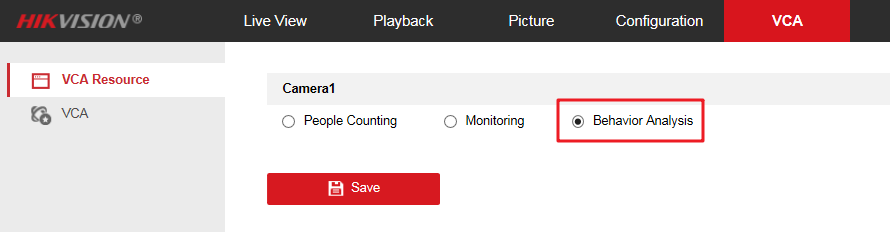 HIKVISION®
Live View Playback Picture Configuration VCA
VCA Resource
VCA
Camera1
People Counting Monitoring Behavior Analysis
Save